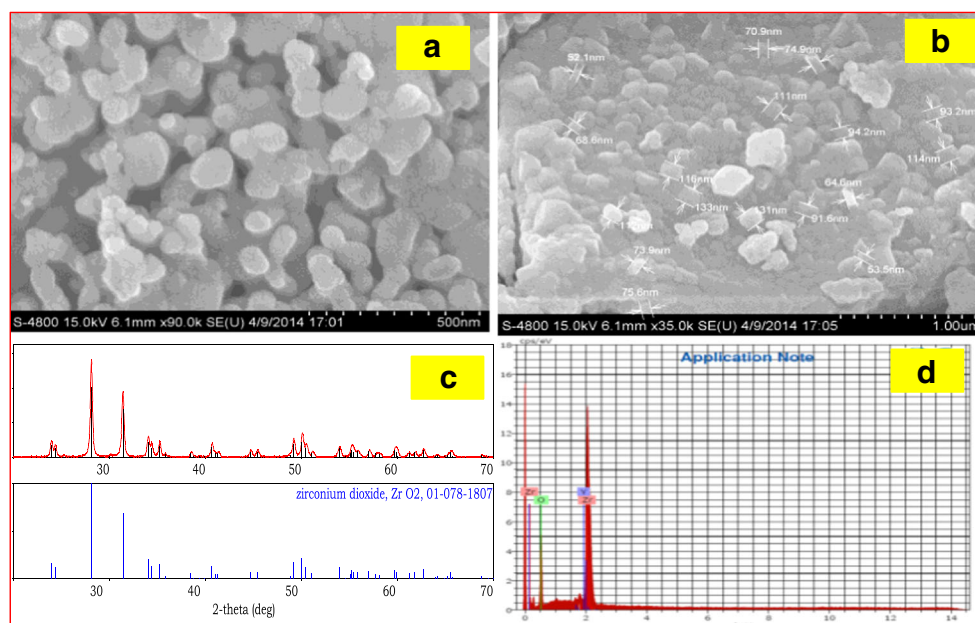 a
S-4800 15.0kV 6.1mm x90.0k SE(U) 4/9/2014 17:01 500nm
b
70.9nm
74.9nm
52.1nm
111nm
93.2nm
94.2nm
68.6nm
114nm
116nm
64.6nm
133nm
131nm
91.6nm
73.9nm
53.5nm
75.6nm
S-4800 15.0kV 6.1mm x35.0k SE(U) 4/9/2014 17:05 1.00um
c
30 40 50 60 70
zirconium dioxide, Zr O2, 01-078-1807
30 40 50 60 70
2-theta (deg)
cps/eV
Application Note
d
18
16
14
12
10
8
6
4
2
0
Zr
O
Y
Zr
0 2 4 6 8 10 12 14